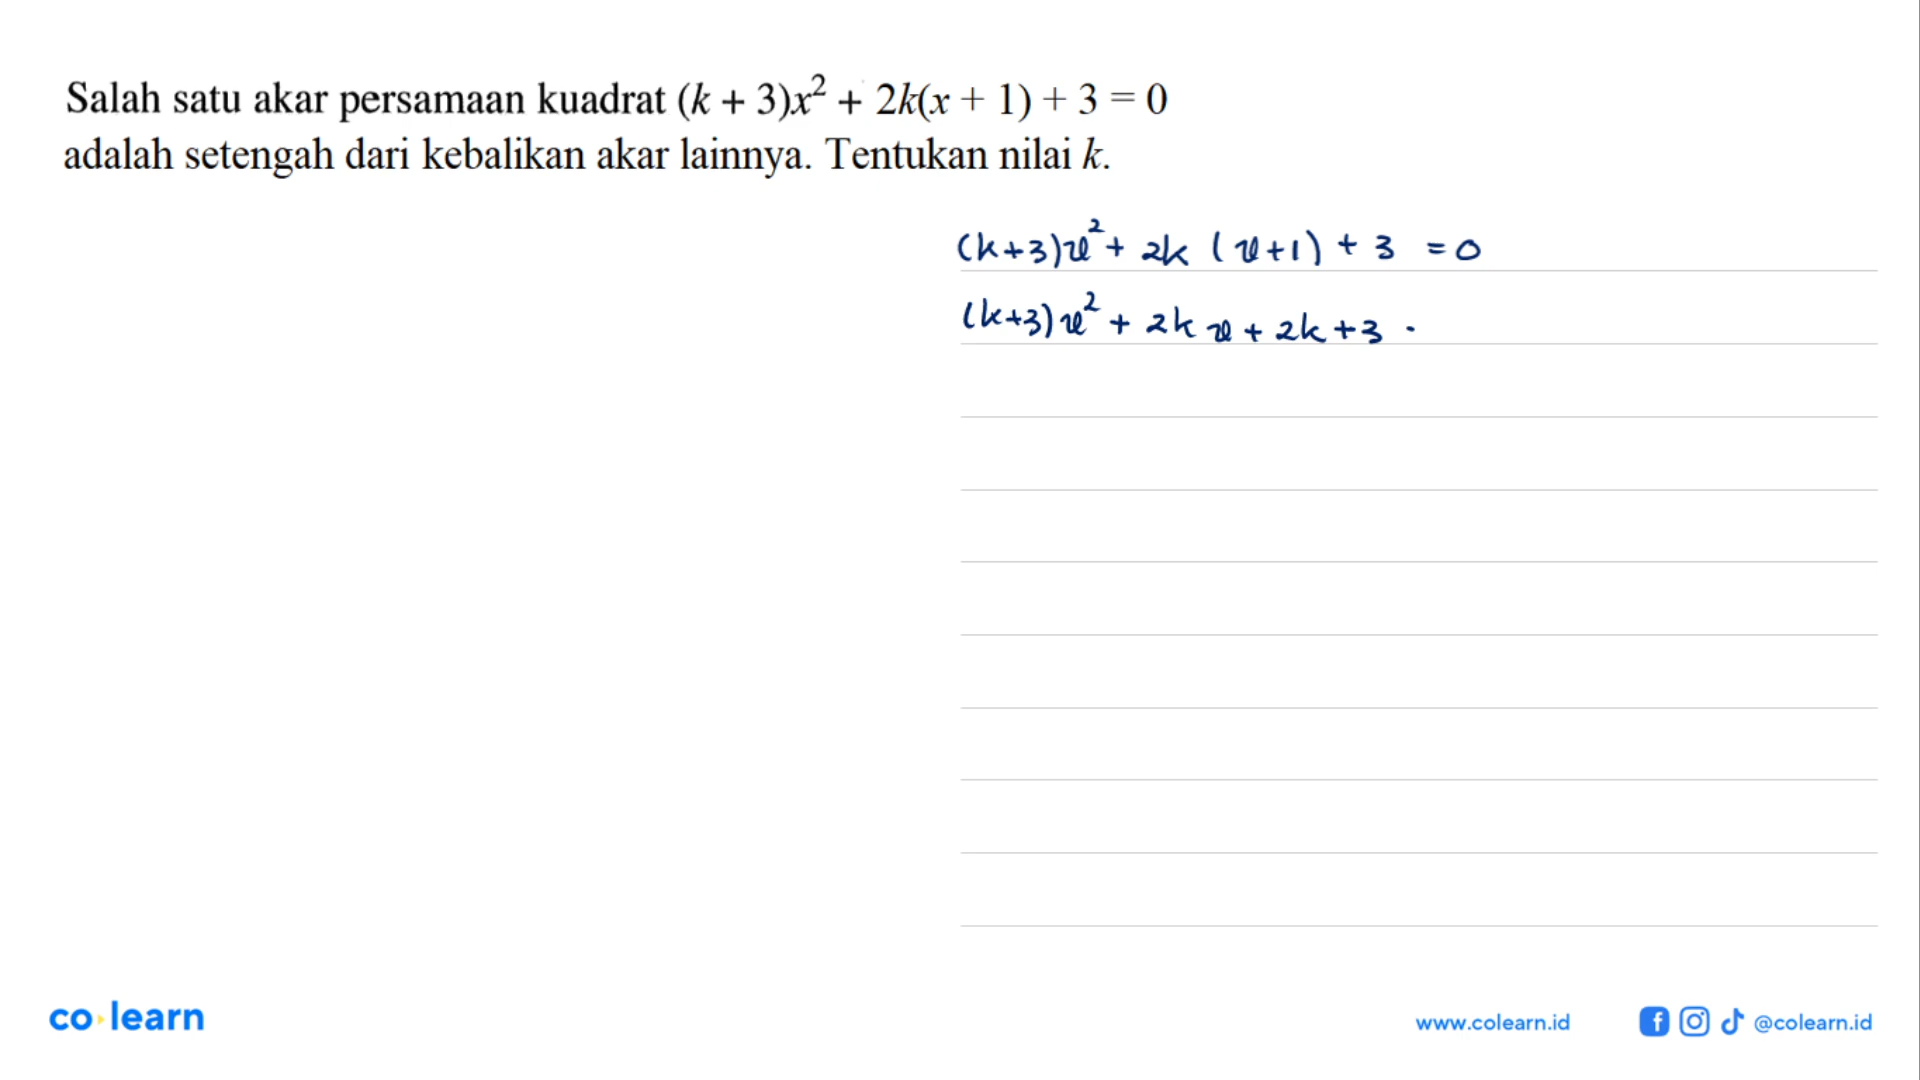 Salah satu akar persamaan kuadrat (k + 3)x² + 2k(x + 1) + 3 = 0
adalah setengah dari kebalikan akar lainnya. Tentukan nilai k.
(k+3)x² + 2k (x+1) + 3 = 0
(k+3)x² + 2k x + 2k +3 -
co learn
www.colearn.id
@colearn.id